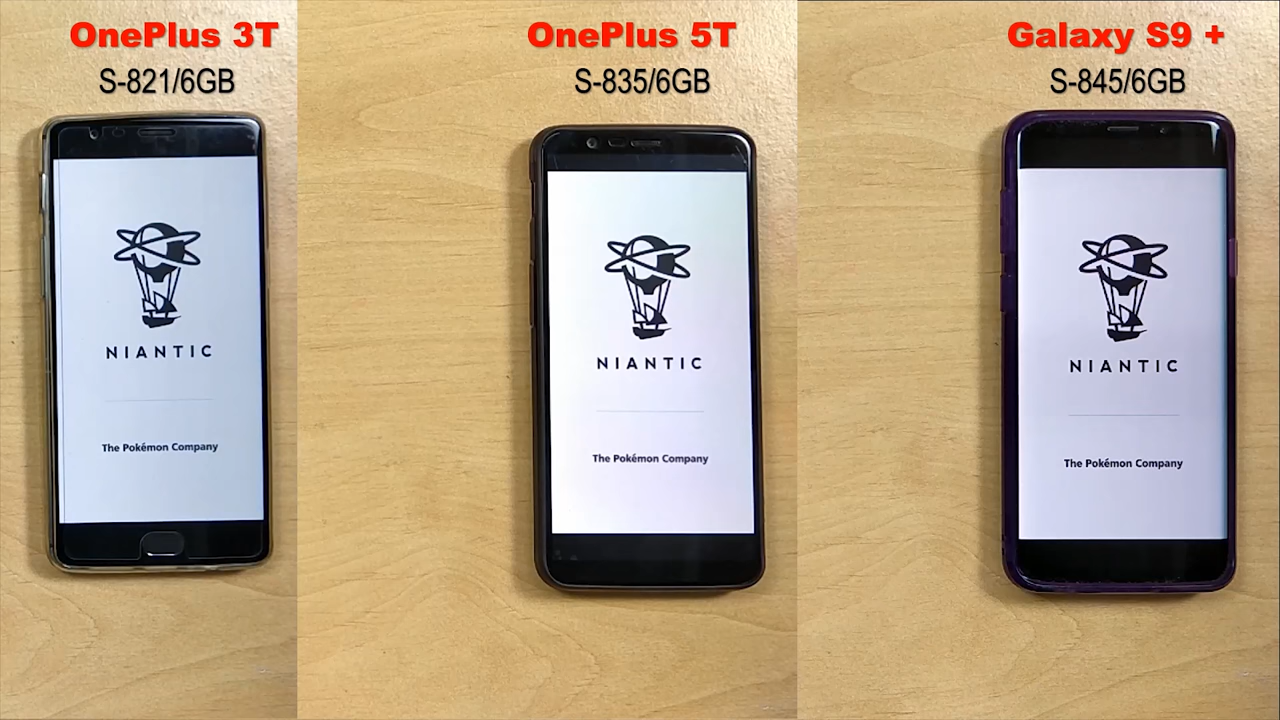 OnePlus 3T
S-821/6GB
NIANTIC
The Pokémon Company
OnePlus 5T
S-835/6GB
NIANTIC
The Pokémon Company
Galaxy S9 +
S-845/6GB
NIANTIC
The Pokémon Company